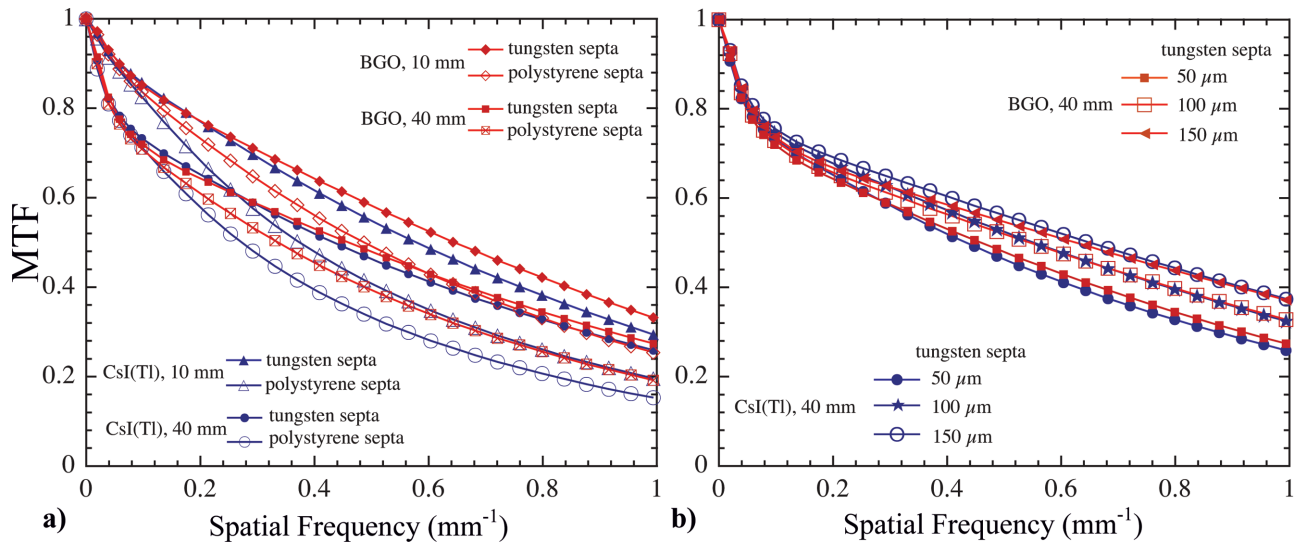 MTF
1
0.8
0.6
0.4
0.2
0
BGO, 10 mm
tungsten septa
polystyrene septa
BGO, 40 mm
tungsten septa
polystyrene septa
CsI(Tl), 10 mm
tungsten septa
polystyrene septa
CsI(Tl), 40 mm
tungsten septa
polystyrene septa
0 0.2 0.4 0.6 0.8 1
a)
Spatial Frequency (mm⁻¹)
1
0.8
0.6
0.4
0.2
0
tungsten septa
50 µm
BGO, 40 mm
100 µm
150 µm
tungsten septa
50 µm
CsI(Tl), 40 mm
100 µm
150 µm
0 0.2 0.4 0.6 0.8 1
b)
Spatial Frequency (mm⁻¹)